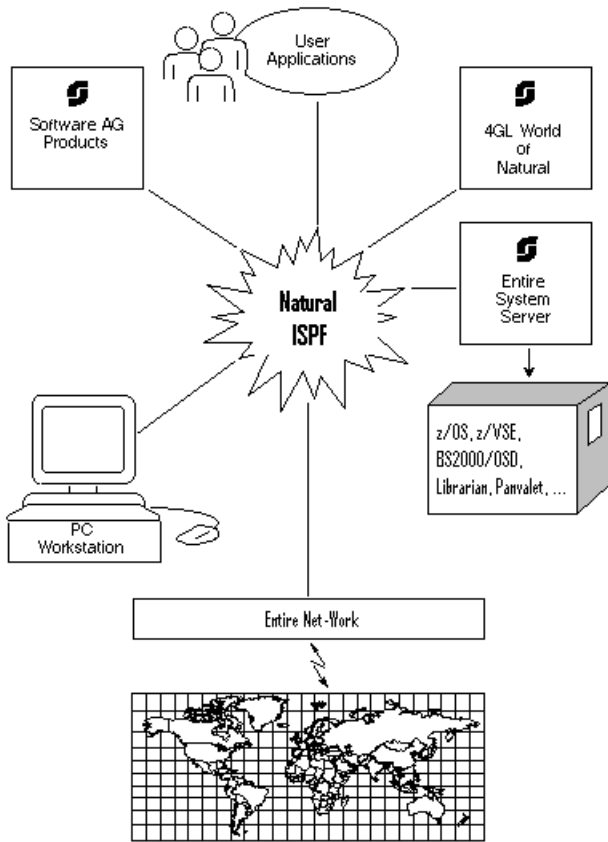 User
Applications
Software AG
Products
4GL World
of
Natural
Natural
ISPF
Entire
System
Server
z/OS, z/VSE,
BS2000/OSD,
Librarian, Panvalet, ...
PC
Workstation
Entire Net-Work